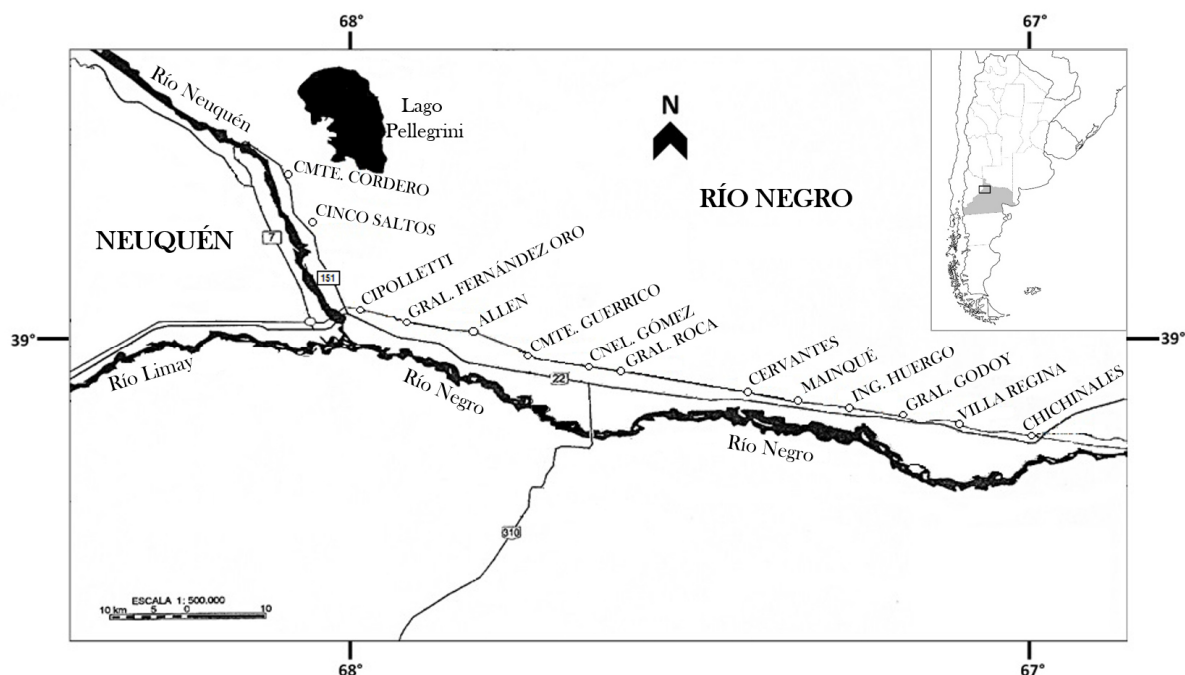 68°
67°
Río Neuquén
Lago
Pellegrini
N
CMTE. CORDERO
RÍO NEGRO
CINCO SALTOS
NEUQUÉN
7
151
CIPOLLETTI
GRAL. FERNÁNDEZ ORO
ALLEN
CMTE. GUERRICO
CNEL. GÓMEZ
GRAL. ROCA
CERVANTES
MAINQUÉ
ING. HUERGO
GRAL. GODOY
VILLA REGINA
CHICHINALES
39°
39°
Río Limay
Río Negro
22
Río Negro
310
ESCALA 1:500.000
10 km 5 0 10
68°
67°